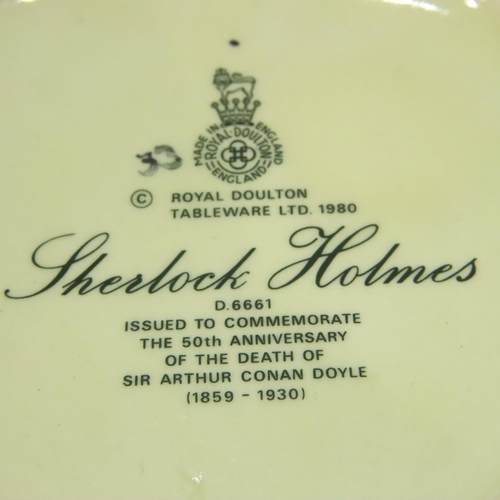 MADE IN ENGLAND
ROYAL·DOULTON
ENGLAND
© ROYAL DOULTON
TABLEWARE LTD. 1980
Sherlock Holmes
D.6661
ISSUED TO COMMEMORATE
THE 50th ANNIVERSARY
OF THE DEATH OF
SIR ARTHUR CONAN DOYLE
(1859 - 1930)